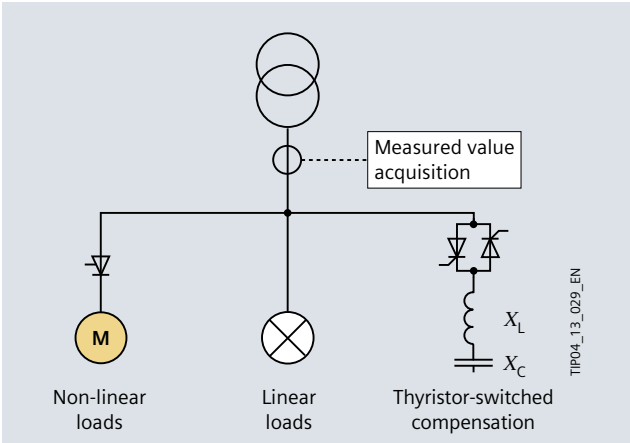 Measured value
acquisition
M
X_L
X_C
TIP04_13_029_EN
Non-linear
loads
Linear
loads
Thyristor-switched
compensation